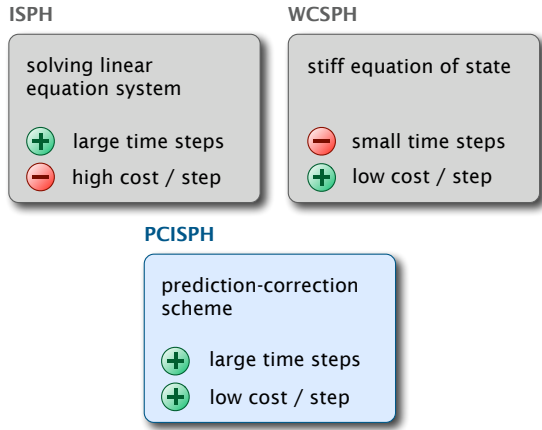 ISPH
solving linear
equation system
large time steps
high cost / step
WCSPH
stiff equation of state
small time steps
low cost / step
PCISPH
prediction-correction
scheme
large time steps
low cost / step